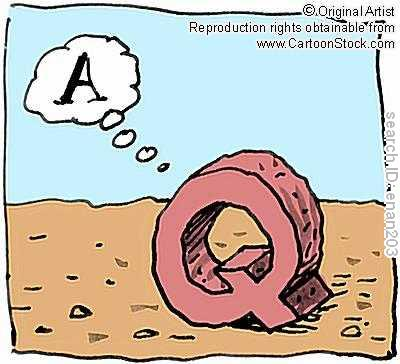 © Original Artist
Reproduction rights obtainable from
www.CartoonStock.com
A
Q
search ID: enan203